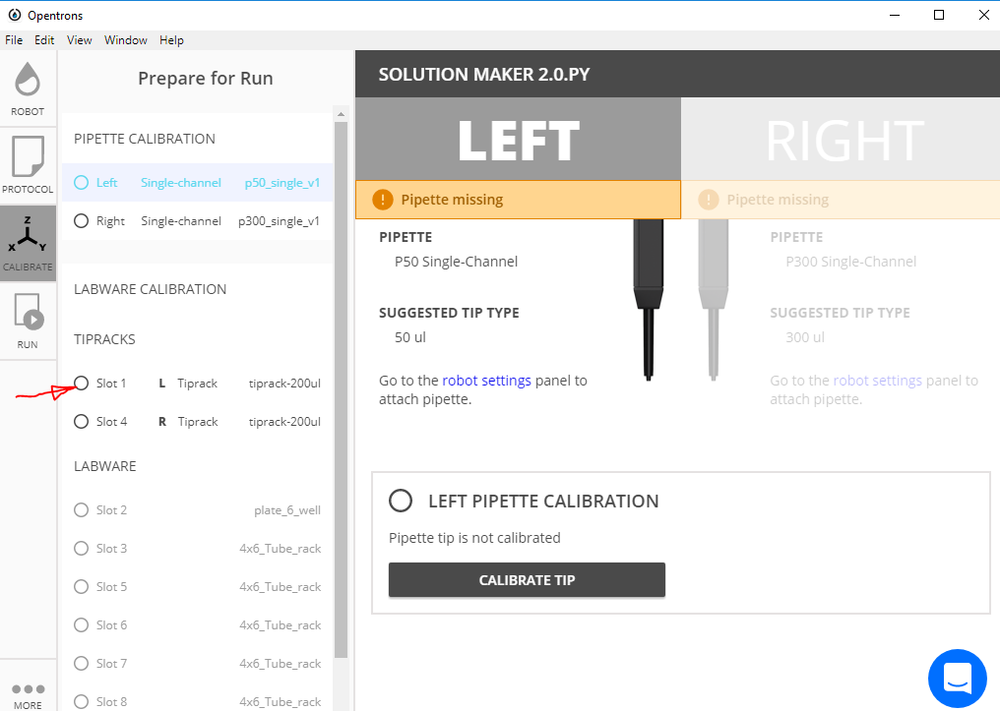 Opentrons
File Edit View Window Help
ROBOT
PROTOCOL
Z
X Y
CALIBRATE
RUN
MORE
Prepare for Run
PIPETTE CALIBRATION
Left Single-channel p50_single_v1
Right Single-channel p300_single_v1
LABWARE CALIBRATION
TIPRACKS
Slot 1 L Tiprack tiprack-200ul
Slot 4 R Tiprack tiprack-200ul
LABWARE
Slot 2 plate_6_well
Slot 3 4x6_Tube_rack
Slot 5 4x6_Tube_rack
Slot 6 4x6_Tube_rack
Slot 7 4x6_Tube_rack
Slot 8 4x6_Tube_rack
SOLUTION MAKER 2.0.PY
LEFT
! Pipette missing
PIPETTE
P50 Single-Channel
SUGGESTED TIP TYPE
50 ul
Go to the robot settings panel to
attach pipette.
RIGHT
! Pipette missing
PIPETTE
P300 Single-Channel
SUGGESTED TIP TYPE
300 ul
Go to the robot settings panel to
attach pipette.
LEFT PIPETTE CALIBRATION
Pipette tip is not calibrated
CALIBRATE TIP